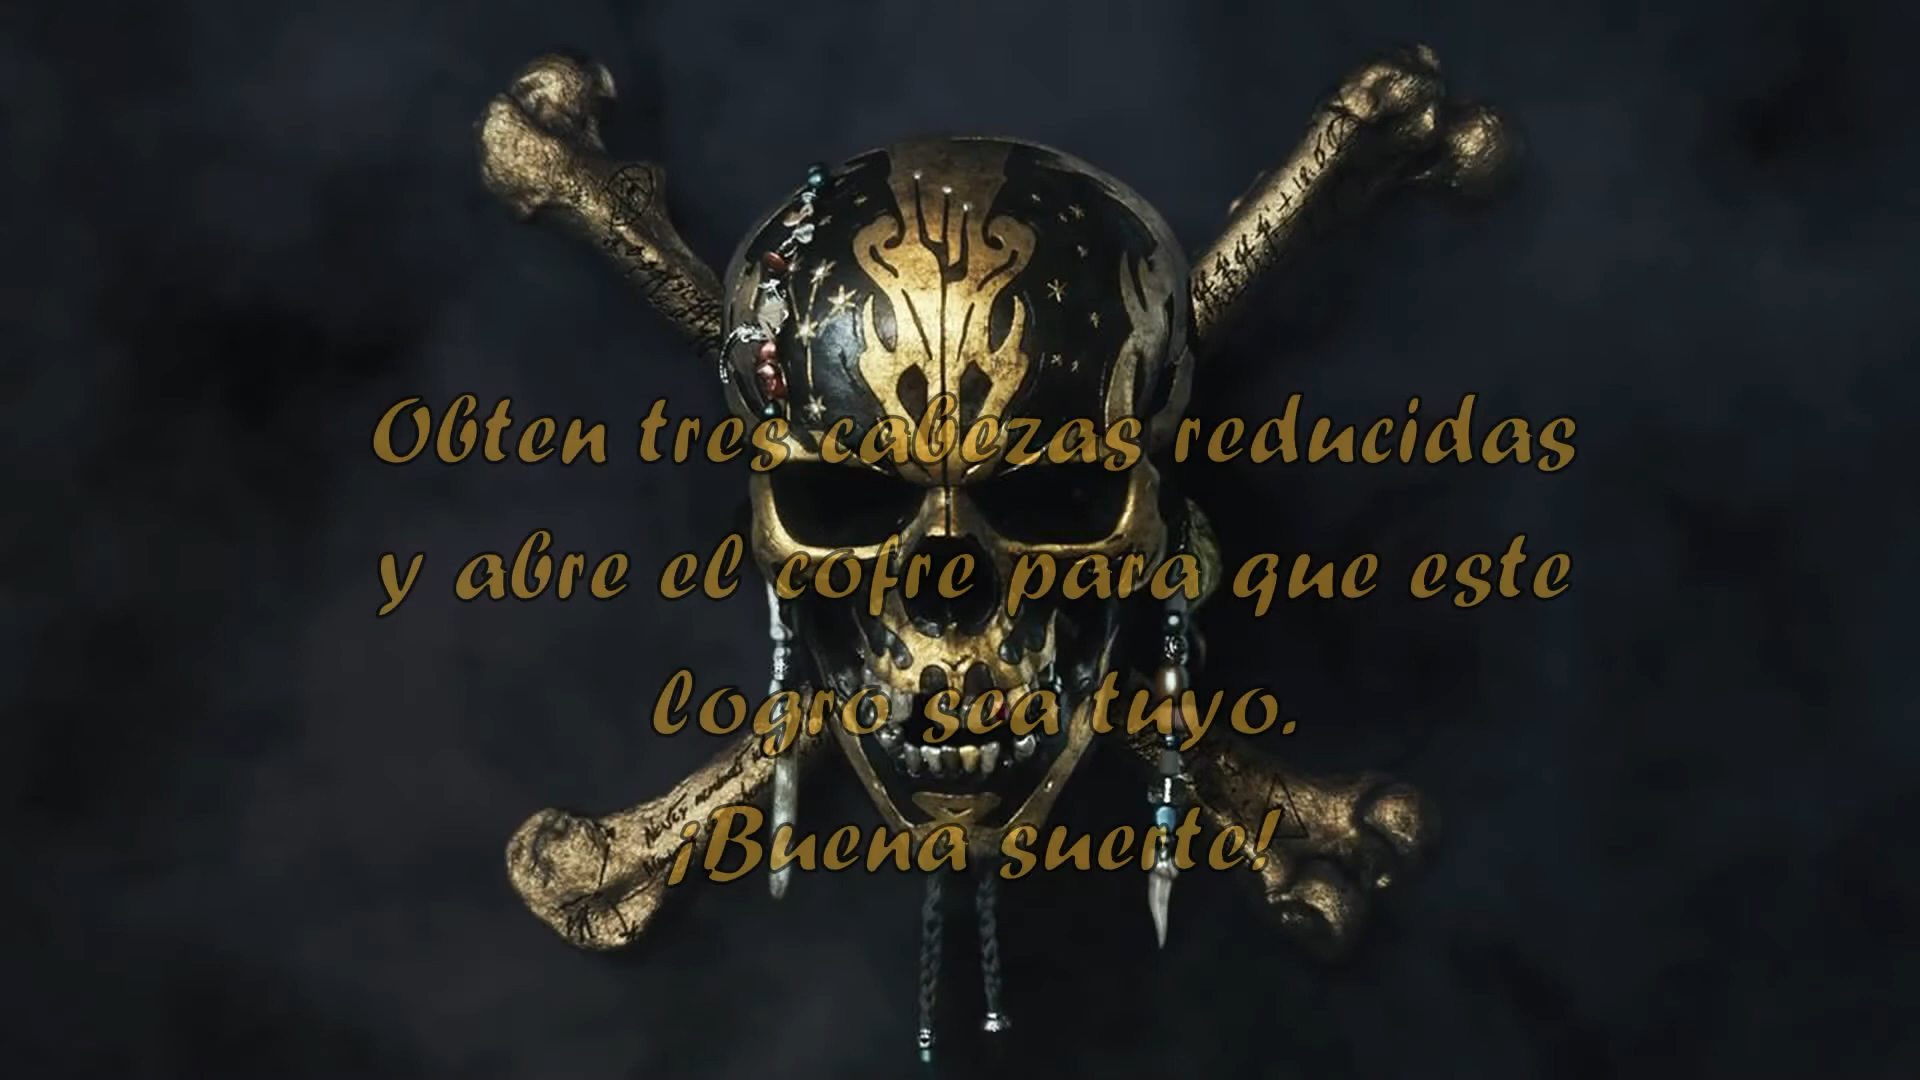 Obten tres cabezas reducidas
y abre el cofre para que este
logro sea tuyo.
¡Buena suerte!